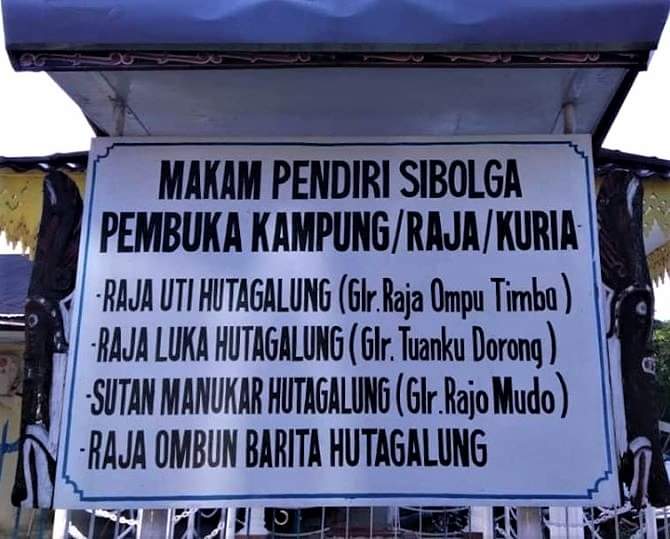 MAKAM PENDIRI SIBOLGA
PEMBUKA KAMPUNG/RAJA/KURIA
-RAJA UTI HUTAGALUNG (Glr.Raja Ompu Timba)
-RAJA LUKA HUTAGALUNG (Glr. Tuanku Dorong)
-SUTAN MANUKAR HUTAGALUNG (Glr.Rajo Mudo)
-RAJA OMBUN BARITA HUTAGALUNG